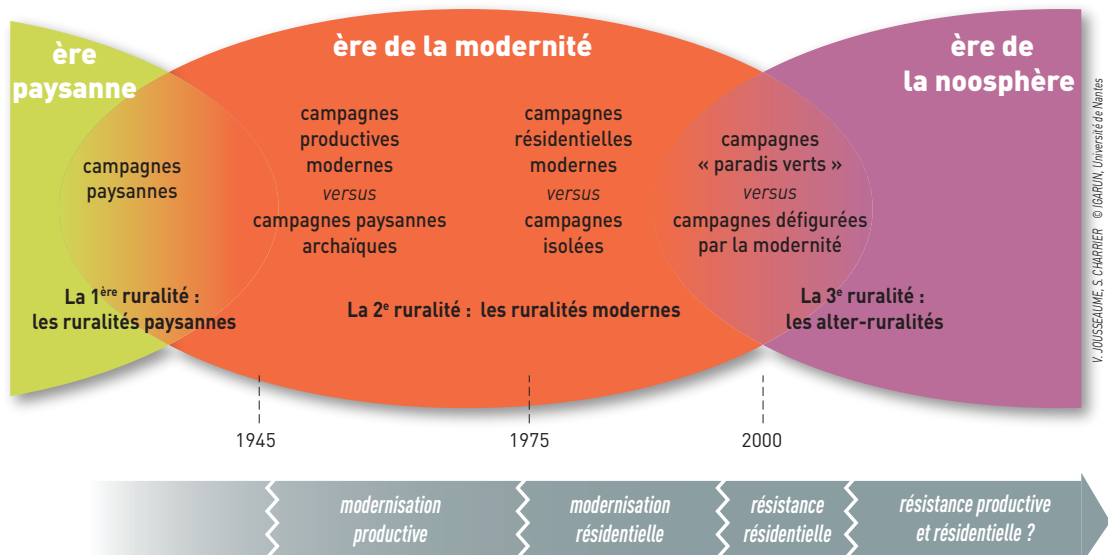 ère
paysanne
ère de la modernité
ère de
la noosphère
campagnes
paysannes
campagnes
productives
modernes
versus
campagnes paysannes
archaïques
campagnes
résidentielles
modernes
versus
campagnes
isolées
campagnes
« paradis verts »
versus
campagnes défigurées
par la modernité
La 1ère ruralité :
les ruralités paysannes
La 2e ruralité : les ruralités modernes
La 3e ruralité :
les alter-ruralités
V. JOUSSEAUME, S. CHARRIER © IGARUN, Université de Nantes
1945
1975
2000
modernisation
productive
modernisation
résidentielle
résistance
résidentielle
résistance productive
et résidentielle ?